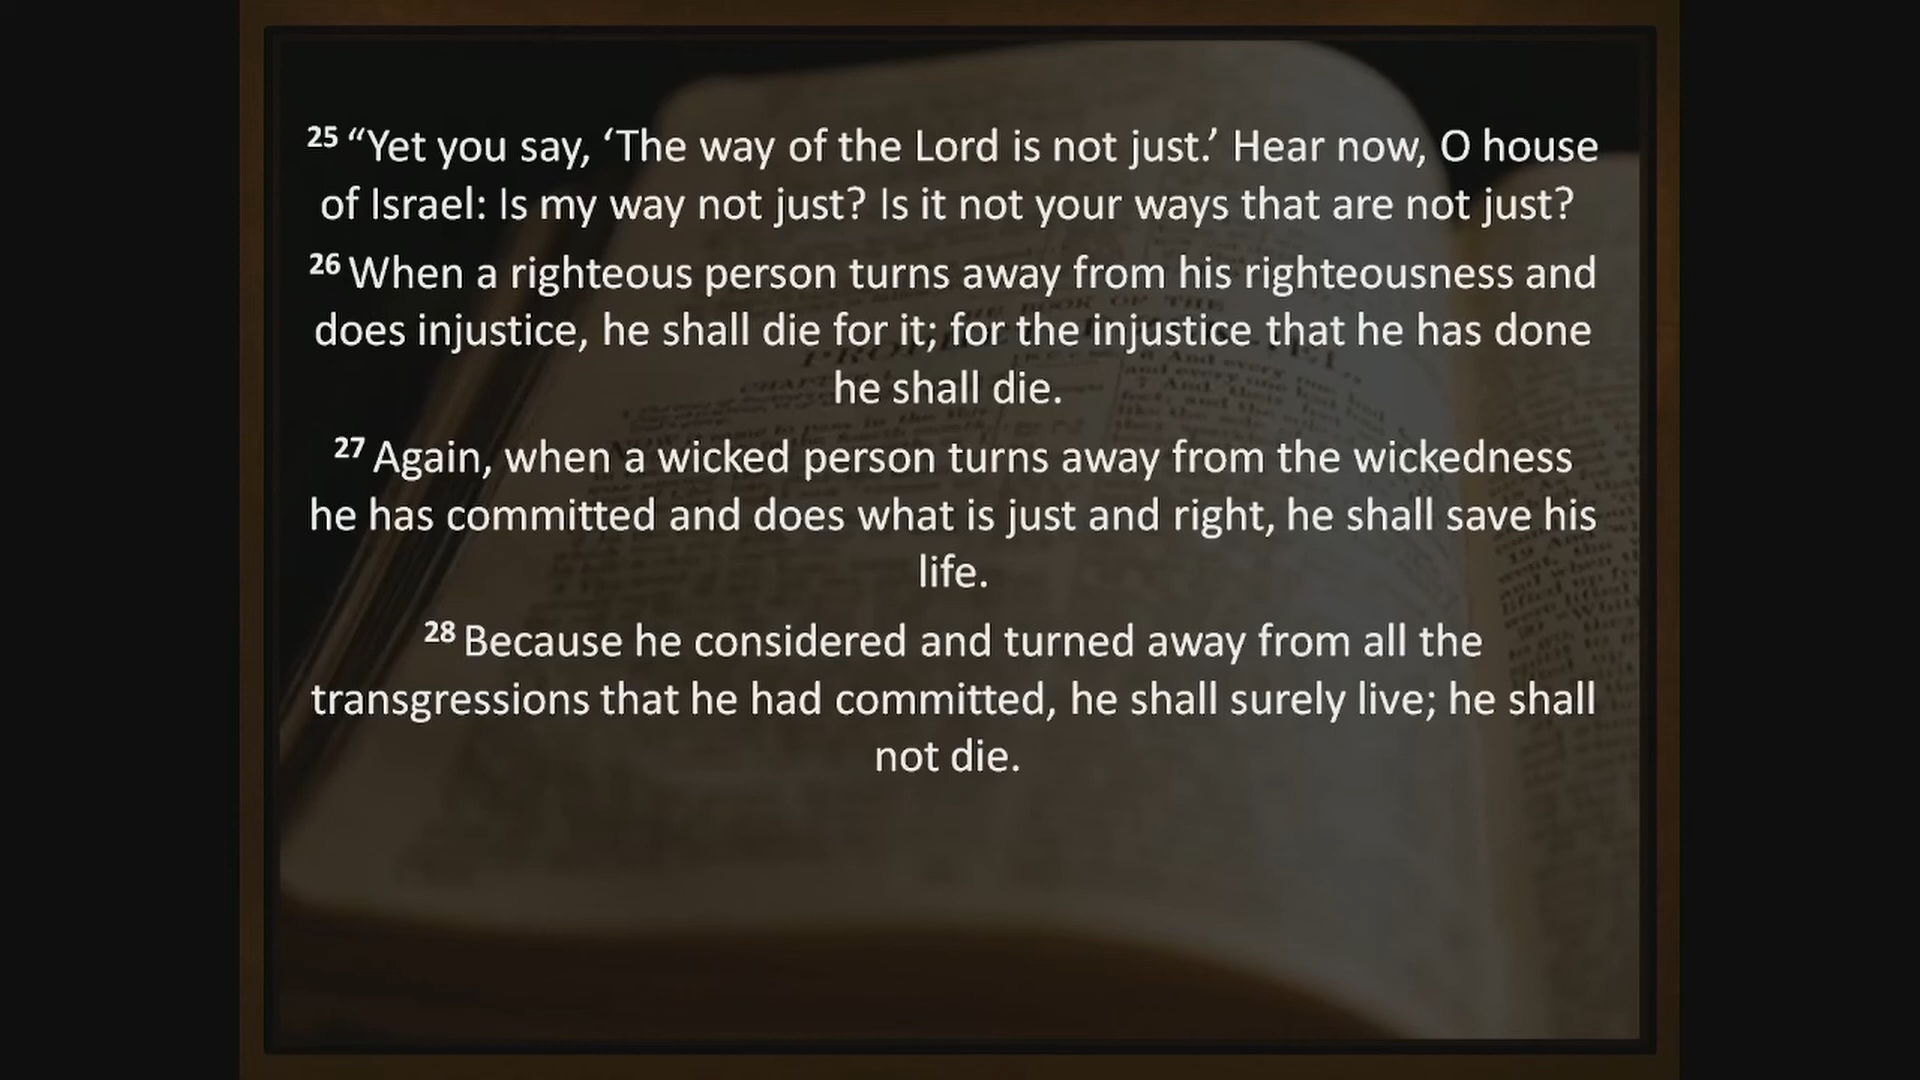 25 “Yet you say, ‘The way of the Lord is not just.’ Hear now, O house
of Israel: Is my way not just? Is it not your ways that are not just?
26 When a righteous person turns away from his righteousness and
does injustice, he shall die for it; for the injustice that he has done
he shall die.
27 Again, when a wicked person turns away from the wickedness
he has committed and does what is just and right, he shall save his
life.
28 Because he considered and turned away from all the
transgressions that he had committed, he shall surely live; he shall
not die.